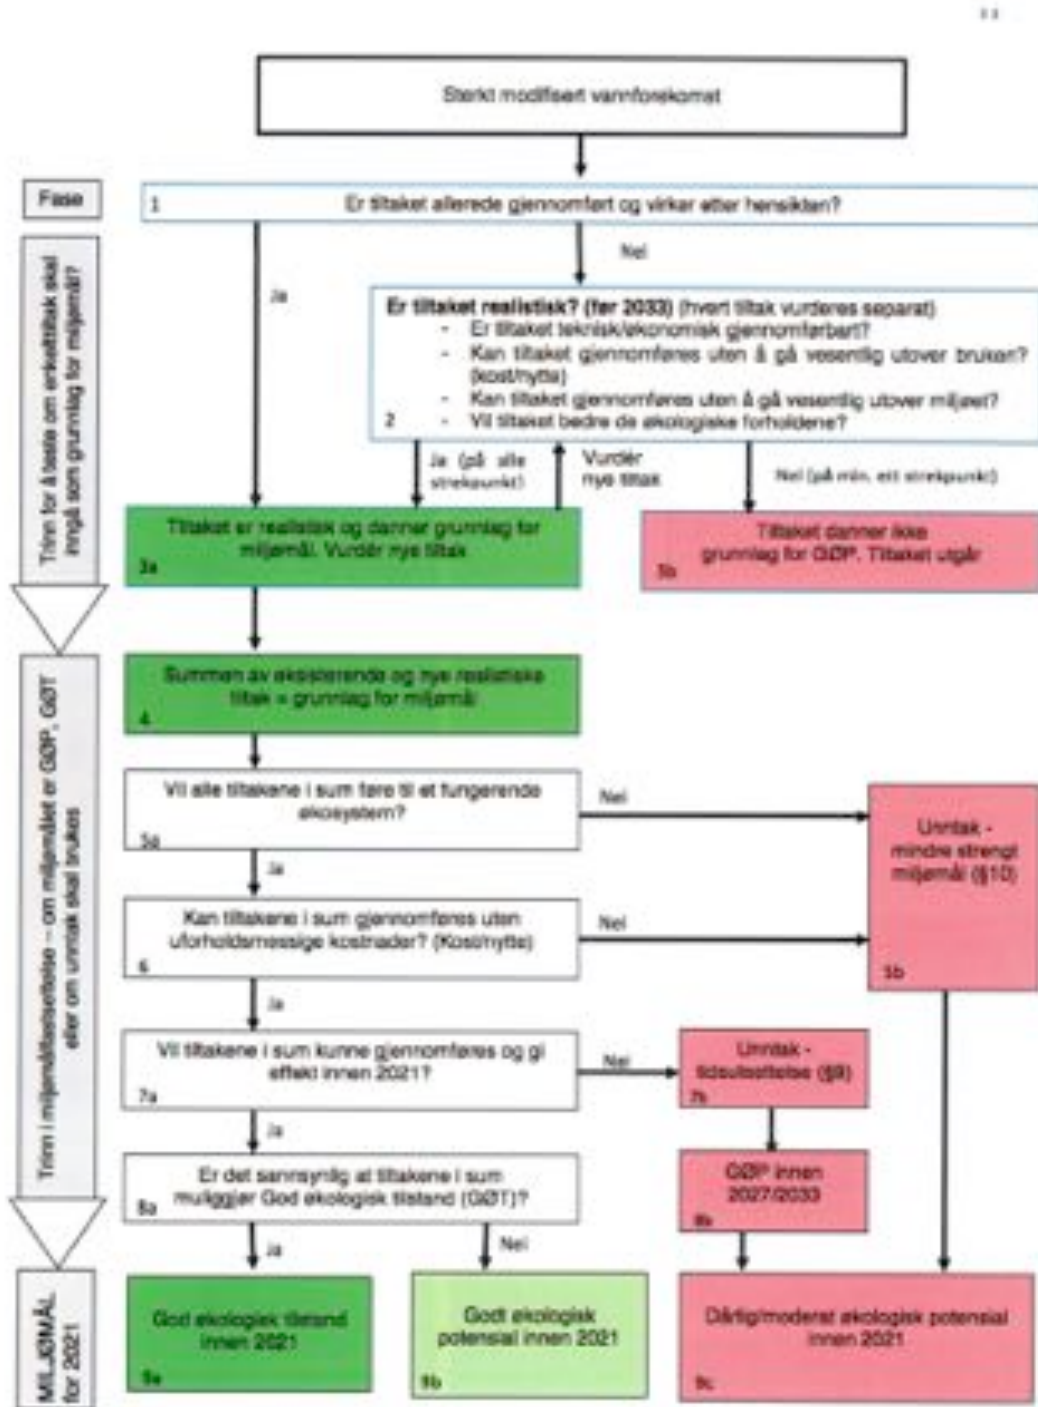 11
Sterkt modifisert vannforekomst
Fase
1
Er tiltaket allerede gjennomført og virker etter hensikten?
Ja
Nei
Trinn for å teste om enkelttiltak skal
inngå som grunnlag for miljømål?
Er tiltaket realistisk? (før 2033) (hvert tiltak vurderes separat)
- Er tiltaket teknisk/økonomisk gjennomførbart?
- Kan tiltaket gjennomføres uten å gå vesentlig utover bruken?
(kost/nytte)
- Kan tiltaket gjennomføres uten å gå vesentlig utover miljøet?
2 - Vil tiltaket bedre de økologiske forholdene?
Ja (på alle
strekpunkt)
Vurdér
nye tiltak
Nei (på min. ett strekpunkt)
Tiltaket er realistisk og danner grunnlag for
miljømål. Vurdér nye tiltak
3a
Tiltaket danner ikke
grunnlag for GØP. Tiltaket utgår
3b
Trinn i miljømålfastsettelse – om miljømålet er GØP, GØT
eller om unntak skal brukes
Summen av eksisterende og nye realistiske
tiltak = grunnlag for miljømål
4
Vil alle tiltakene i sum føre til et fungerende
økosystem?
5a
Nei
Unntak -
mindre strengt
miljømål (§10)
5b
Ja
Kan tiltakene i sum gjennomføres uten
uforholdsmessige kostnader? (Kost/nytte)
6
Nei
Ja
Vil tiltakene i sum kunne gjennomføres og gi
effekt innen 2021?
7a
Nei
Unntak -
tidsutsettelse (§9)
7b
Ja
Er det sannsynlig at tiltakene i sum
muliggjør God økologisk tilstand (GØT)?
8a
GØP innen
2027/2033
8b
Ja
Nei
MILJØMÅL
for 2021
God økologisk tilstand
innen 2021
9a
Godt økologisk
potensial innen 2021
9b
Dårlig/moderat økologisk potensial
innen 2021
9c